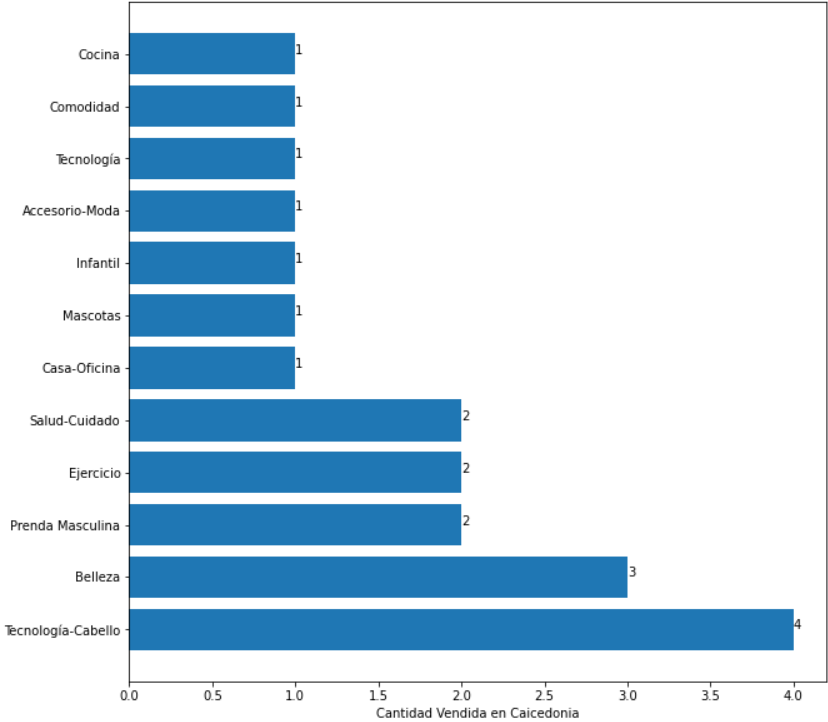 Cocina 1
Comodidad 1
Tecnología 1
Accesorio-Moda 1
Infantil 1
Mascotas 1
Casa-Oficina 1
Salud-Cuidado 2
Ejercicio 2
Prenda Masculina 2
Belleza 3
Tecnología-Cabello 4
0.0 0.5 1.0 1.5 2.0 2.5 3.0 3.5 4.0
Cantidad Vendida en Caicedonia